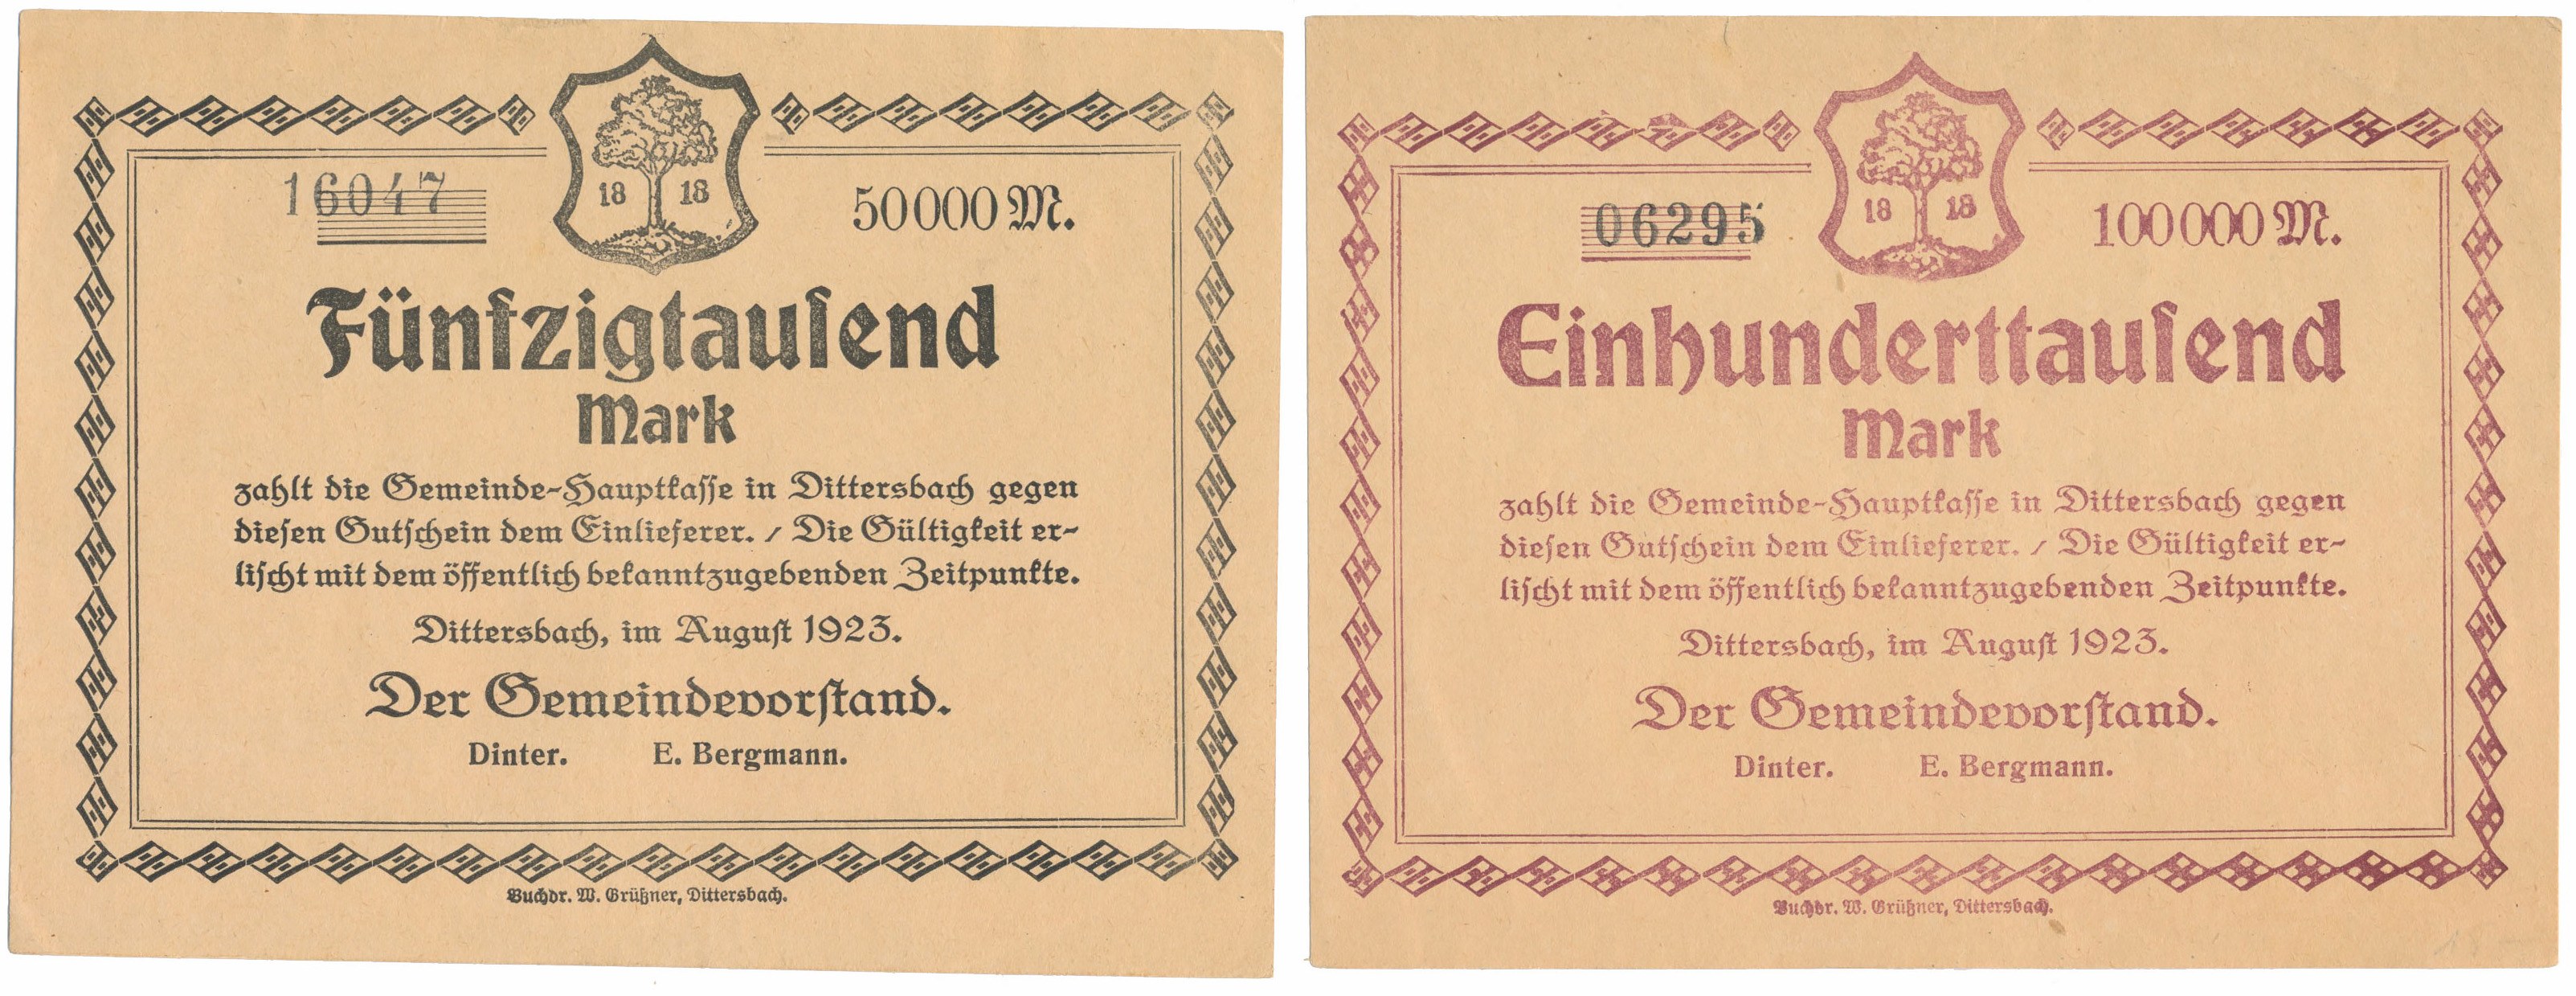 16047
18 18
50000 M.
Fünfzigtauſend
Mark
zahlt die Gemeinde-Hauptkaſſe in Dittersbach gegen
dieſen Gutſchein dem Einlieferer. / Die Gültigkeit er-
liſcht mit dem öffentlich bekanntzugebenden Zeitpunkte.
Dittersbach, im Auguſt 1923.
Der Gemeindevorſtand.
Dinter. E. Bergmann.
Buchdr. W. Grüßner, Dittersbach.
06295
18 18
100000 M.
Einhunderttauſend
Mark
zahlt die Gemeinde-Hauptkaſſe in Dittersbach gegen
dieſen Gutſchein dem Einlieferer. / Die Gültigkeit er-
liſcht mit dem öffentlich bekanntzugebenden Zeitpunkte.
Dittersbach, im Auguſt 1923.
Der Gemeindevorſtand.
Dinter. E. Bergmann.
Buchdr. W. Grüßner, Dittersbach.